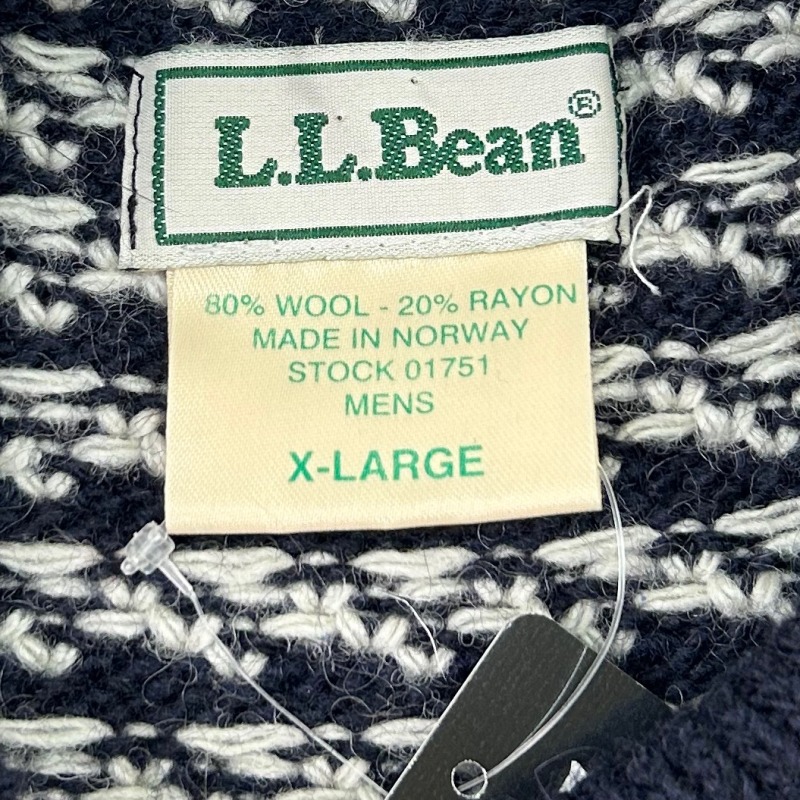 L.L.Bean®
80% WOOL - 20% RAYON
MADE IN NORWAY
STOCK 01751
MENS
X-LARGE